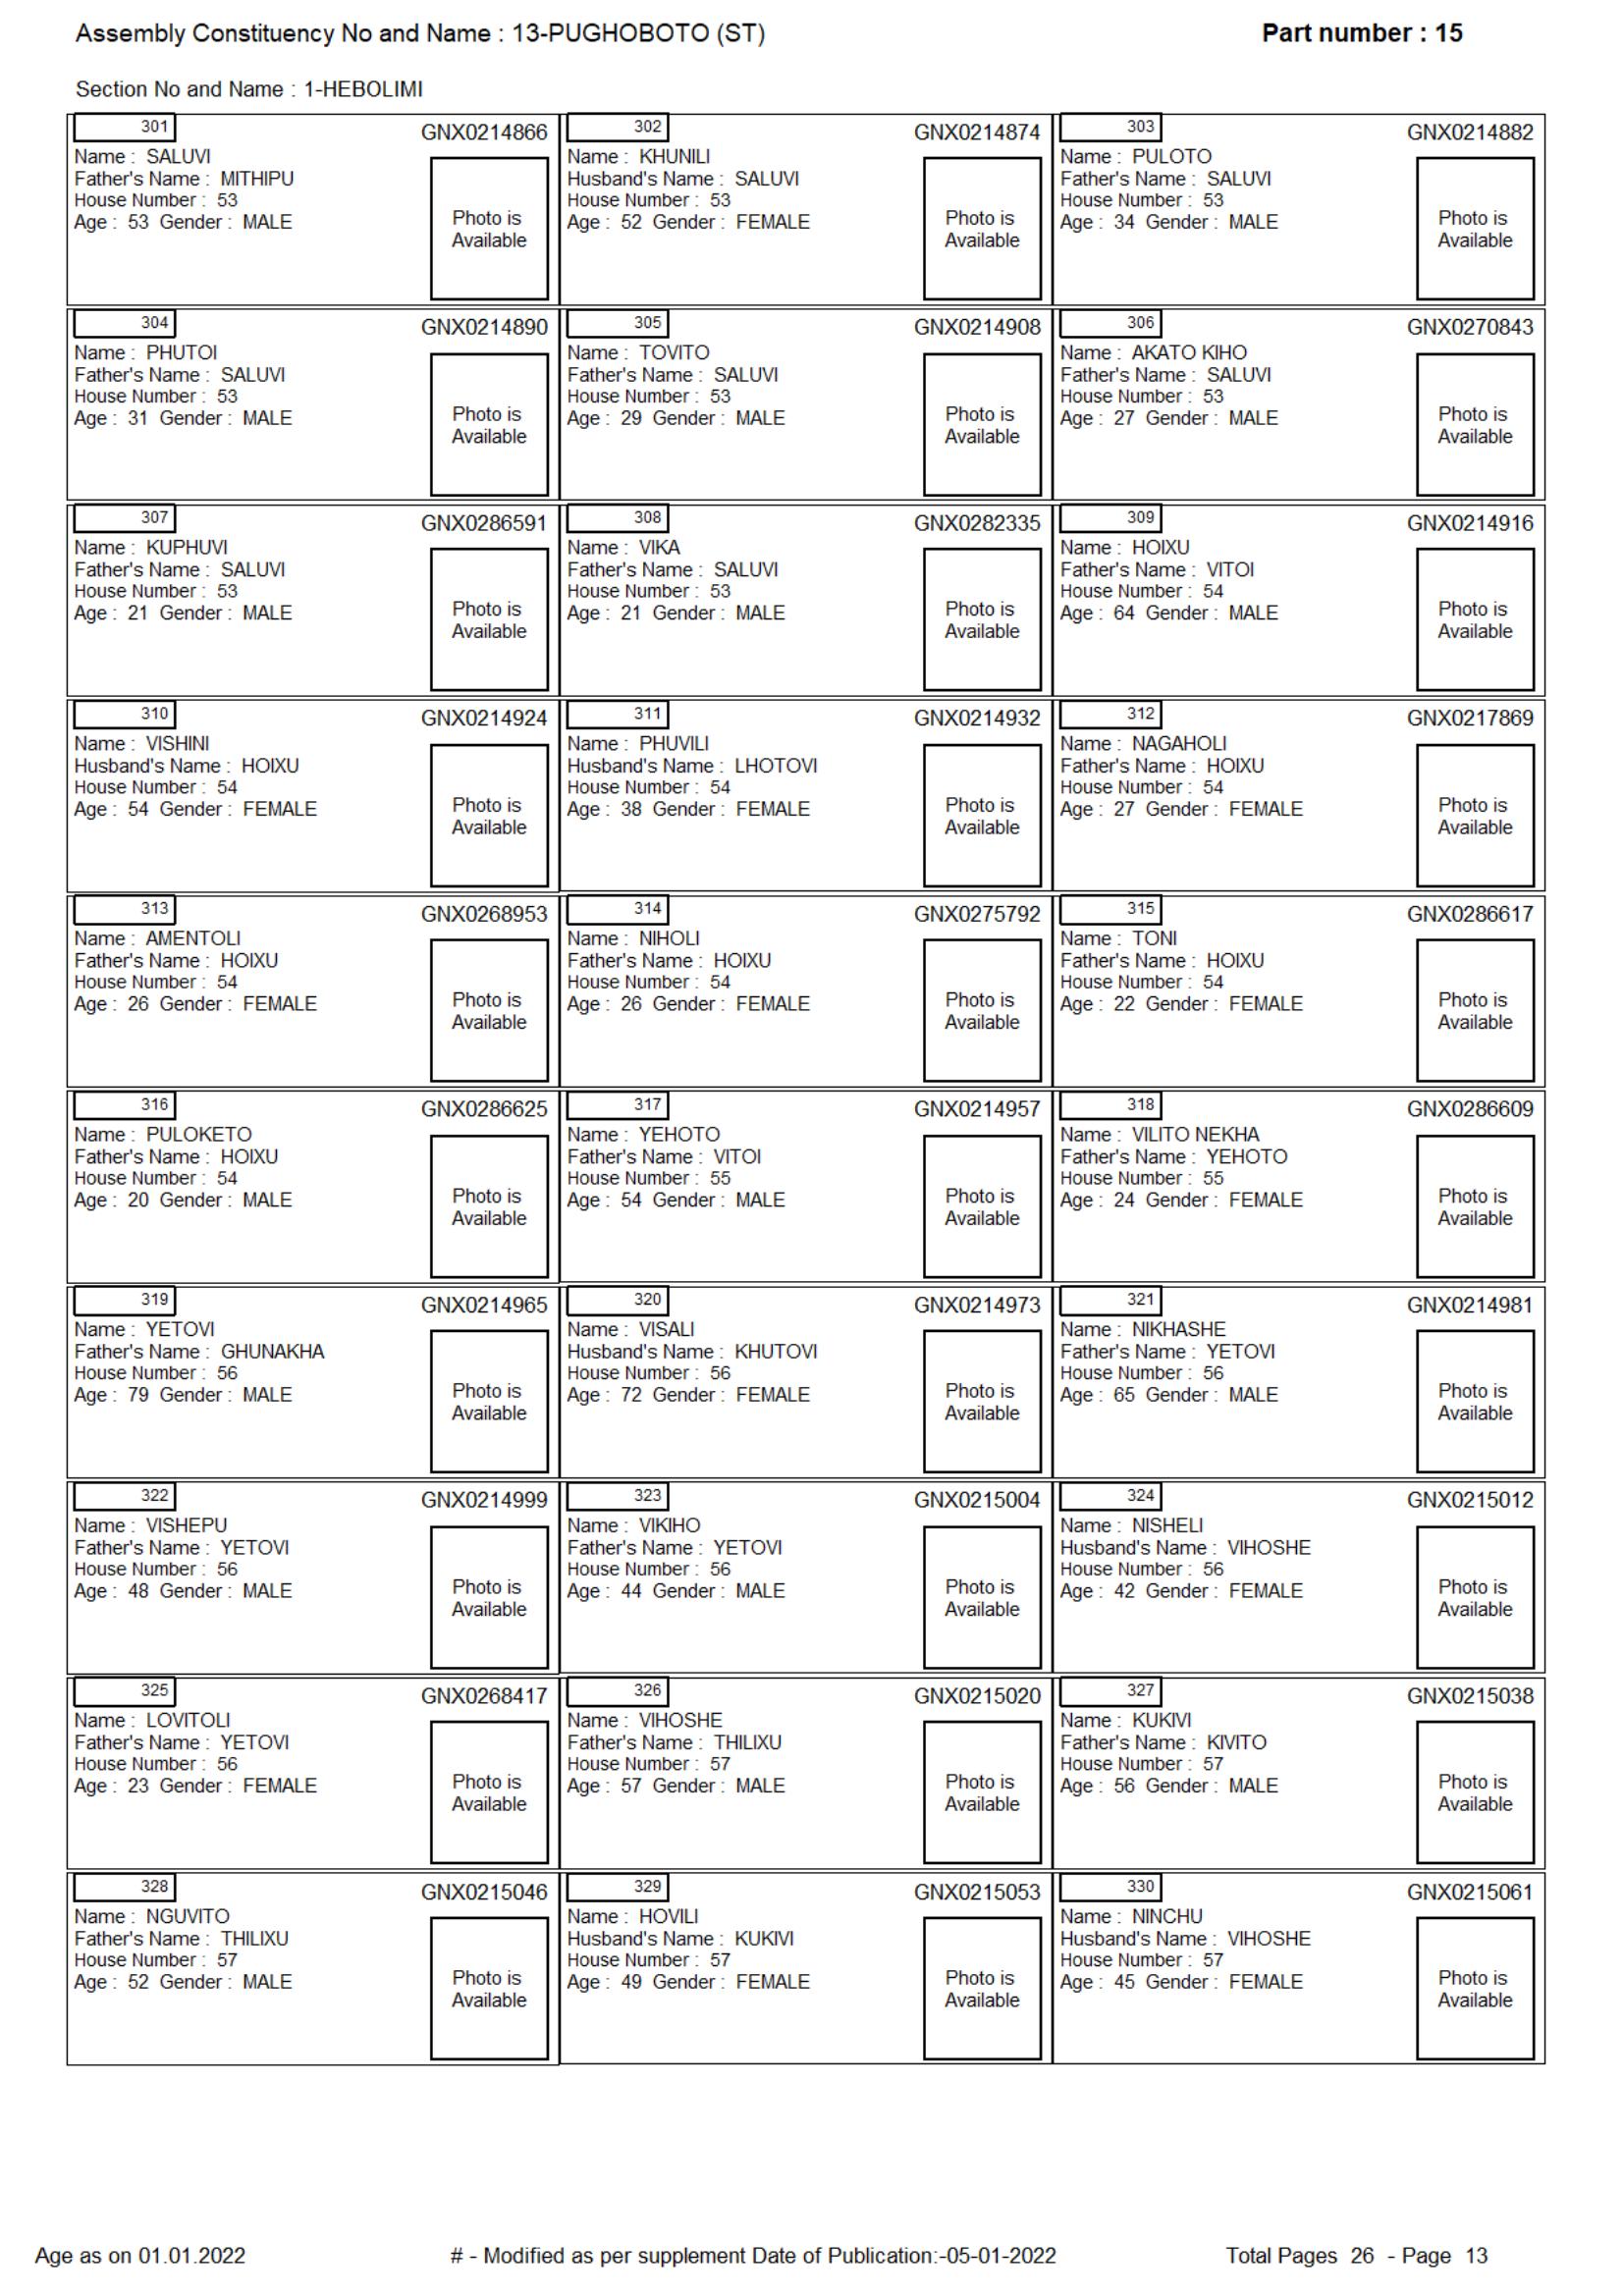 Assembly Constituency No and Name : 13-PUGHOBOTO (ST)
Part number : 15
Section No and Name : 1-HEBOLIMI
301
GNX0214866
Name : SALUVI
Father's Name : MITHIPU
House Number : 53
Age : 53 Gender : MALE
Photo is
Available
302
GNX0214874
Name : KHUNILI
Husband's Name : SALUVI
House Number : 53
Age : 52 Gender : FEMALE
Photo is
Available
303
GNX0214882
Name : PULOTO
Father's Name : SALUVI
House Number : 53
Age : 34 Gender : MALE
Photo is
Available
304
GNX0214890
Name : PHUTOI
Father's Name : SALUVI
House Number : 53
Age : 31 Gender : MALE
Photo is
Available
305
GNX0214908
Name : TOVITO
Father's Name : SALUVI
House Number : 53
Age : 29 Gender : MALE
Photo is
Available
306
GNX0270843
Name : AKATO KIHO
Father's Name : SALUVI
House Number : 53
Age : 27 Gender : MALE
Photo is
Available
307
GNX0286591
Name : KUPHUVI
Father's Name : SALUVI
House Number : 53
Age : 21 Gender : MALE
Photo is
Available
308
GNX0282335
Name : VIKA
Father's Name : SALUVI
House Number : 53
Age : 21 Gender : MALE
Photo is
Available
309
GNX0214916
Name : HOIXU
Father's Name : VITOI
House Number : 54
Age : 64 Gender : MALE
Photo is
Available
310
GNX0214924
Name : VISHINI
Husband's Name : HOIXU
House Number : 54
Age : 54 Gender : FEMALE
Photo is
Available
311
GNX0214932
Name : PHUVILI
Husband's Name : LHOTOVI
House Number : 54
Age : 38 Gender : FEMALE
Photo is
Available
312
GNX0217869
Name : NAGAHOLI
Father's Name : HOIXU
House Number : 54
Age : 27 Gender : FEMALE
Photo is
Available
313
GNX0268953
Name : AMENTOLI
Father's Name : HOIXU
House Number : 54
Age : 26 Gender : FEMALE
Photo is
Available
314
GNX0275792
Name : NIHOLI
Father's Name : HOIXU
House Number : 54
Age : 26 Gender : FEMALE
Photo is
Available
315
GNX0286617
Name : TONI
Father's Name : HOIXU
House Number : 54
Age : 22 Gender : FEMALE
Photo is
Available
316
GNX0286625
Name : PULOKETO
Father's Name : HOIXU
House Number : 54
Age : 20 Gender : MALE
Photo is
Available
317
GNX0214957
Name : YEHOTO
Father's Name : VITOI
House Number : 55
Age : 54 Gender : MALE
Photo is
Available
318
GNX0286609
Name : VILITO NEKHA
Father's Name : YEHOTO
House Number : 55
Age : 24 Gender : FEMALE
Photo is
Available
319
GNX0214965
Name : YETOVI
Father's Name : GHUNAKHA
House Number : 56
Age : 79 Gender : MALE
Photo is
Available
320
GNX0214973
Name : VISALI
Husband's Name : KHUTOVI
House Number : 56
Age : 72 Gender : FEMALE
Photo is
Available
321
GNX0214981
Name : NIKHASHE
Father's Name : YETOVI
House Number : 56
Age : 65 Gender : MALE
Photo is
Available
322
GNX0214999
Name : VISHEPU
Father's Name : YETOVI
House Number : 56
Age : 48 Gender : MALE
Photo is
Available
323
GNX0215004
Name : VIKIHO
Father's Name : YETOVI
House Number : 56
Age : 44 Gender : MALE
Photo is
Available
324
GNX0215012
Name : NISHELI
Husband's Name : VIHOSHE
House Number : 56
Age : 42 Gender : FEMALE
Photo is
Available
325
GNX0268417
Name : LOVITOLI
Father's Name : YETOVI
House Number : 56
Age : 23 Gender : FEMALE
Photo is
Available
326
GNX0215020
Name : VIHOSHE
Father's Name : THILIXU
House Number : 57
Age : 57 Gender : MALE
Photo is
Available
327
GNX0215038
Name : KUKIVI
Father's Name : KIVITO
House Number : 57
Age : 56 Gender : MALE
Photo is
Available
328
GNX0215046
Name : NGUVITO
Father's Name : THILIXU
House Number : 57
Age : 52 Gender : MALE
Photo is
Available
329
GNX0215053
Name : HOVILI
Husband's Name : KUKIVI
House Number : 57
Age : 49 Gender : FEMALE
Photo is
Available
330
GNX0215061
Name : NINCHU
Husband's Name : VIHOSHE
House Number : 57
Age : 45 Gender : FEMALE
Photo is
Available
Age as on 01.01.2022
# - Modified as per supplement Date of Publication:-05-01-2022
Total Pages 26 - Page 13